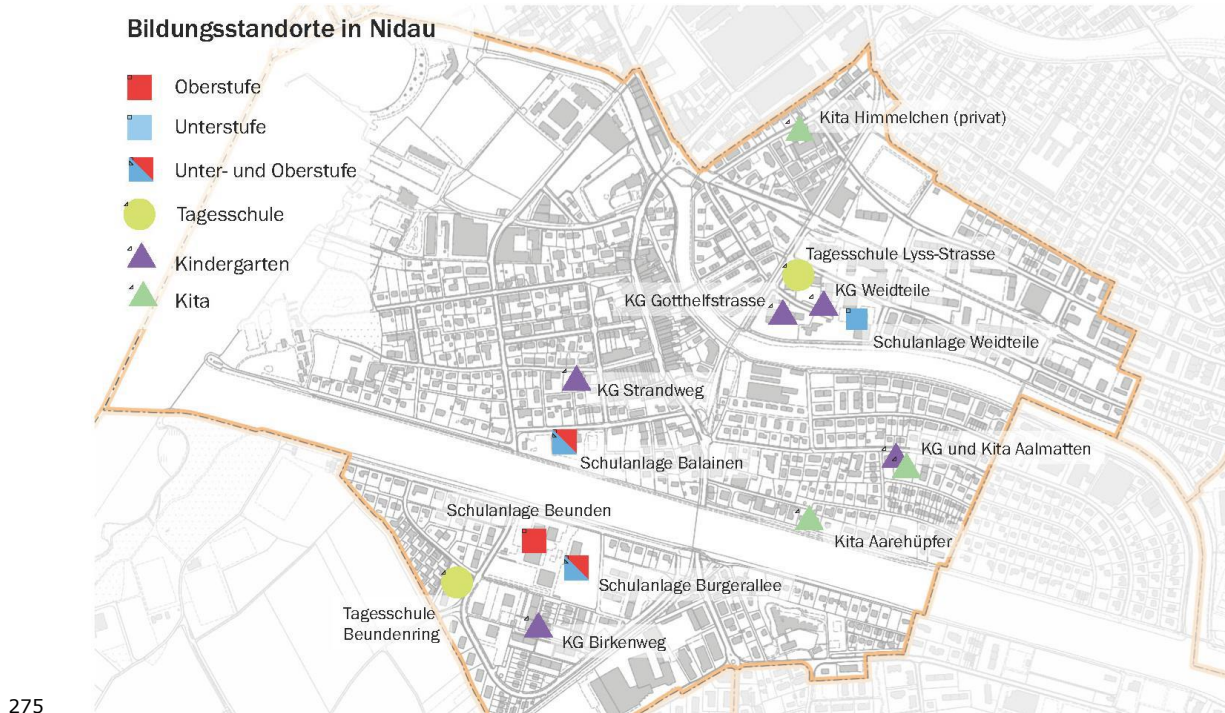 Bildungsstandorte in Nidau
Oberstufe
Unterstufe
Unter- und Oberstufe
Tagesschule
Kindergarten
Kita
Kita Himmelchen (privat)
Tagesschule Lyss-Strasse
KG Weidteile
KG Gotthelfstrasse
Schulanlage Weidteile
KG Strandweg
KG und Kita Aalmatten
Schulanlage Balainen
Schulanlage Beunden
Kita Aarehüpfer
Schulanlage Burgerallee
Tagesschule
Beundenring
KG Birkenweg
275